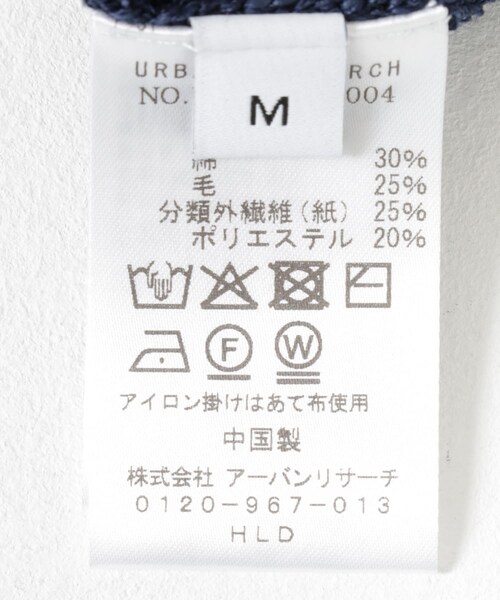 M
NO.
004
綿 30%
毛 25%
分類外繊維(紙) 25%
ポリエステル 20%
F W
アイロン掛けはあて布使用
中国製
株式会社 アーバンリサーチ
0120-967-013
HLD